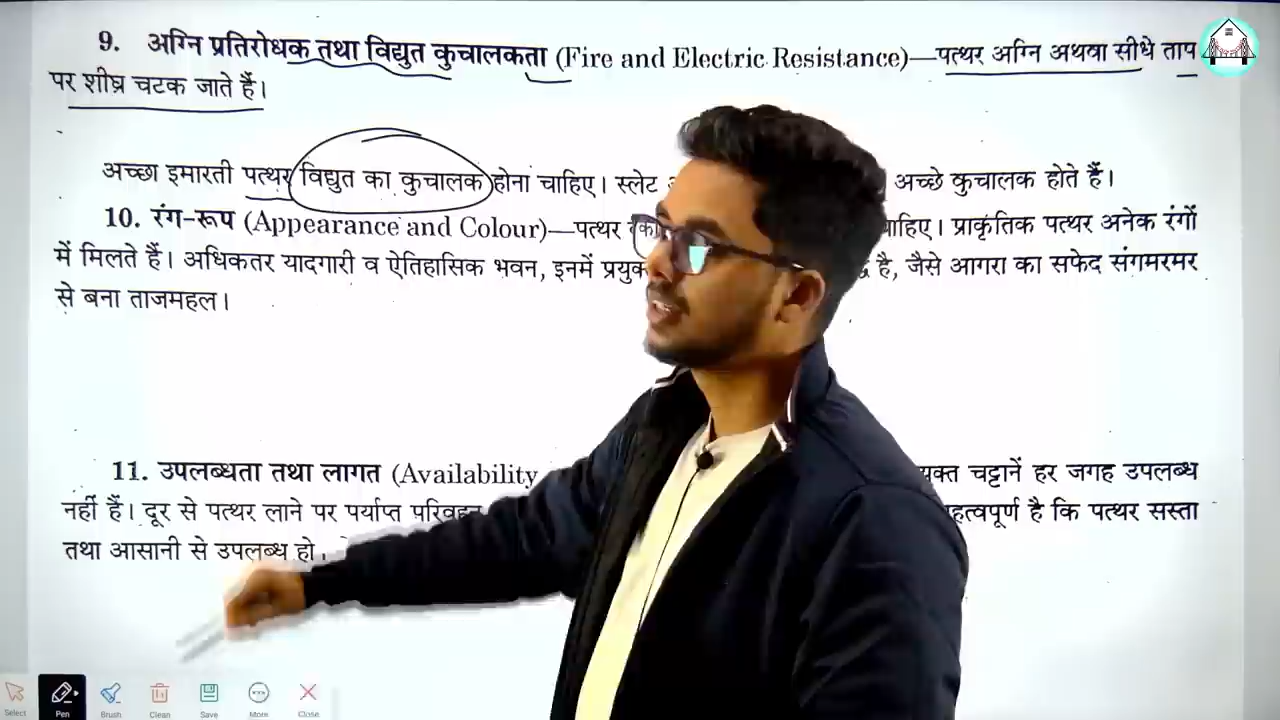 9. अग्नि प्रतिरोधक तथा विद्युत कुचालकता (Fire and Electric Resistance)—पत्थर अग्नि अथवा सीधे ताप
पर शीघ्र चटक जाते हैं।
अच्छा इमारती पत्थर विद्युत का कुचालक होना चाहिए। स्लेट अच्छे कुचालक होते हैं।
10. रंग-रूप (Appearance and Colour)—पत्थर चाहिए। प्राकृतिक पत्थर अनेक रंगों
में मिलते हैं। अधिकतर यादगारी व ऐतिहासिक भवन, इनमें है, जैसे आगरा का सफेद संगमरमर
से बना ताजमहल।
11. उपलब्धता तथा लागत (Availability चट्टानें हर जगह उपलब्ध
नहीं हैं। दूर से पत्थर लाने पर पर्याप्त है कि पत्थर सस्ता
तथा आसानी से उपलब्ध हो।
Select Pen Brush Clean Save More Close